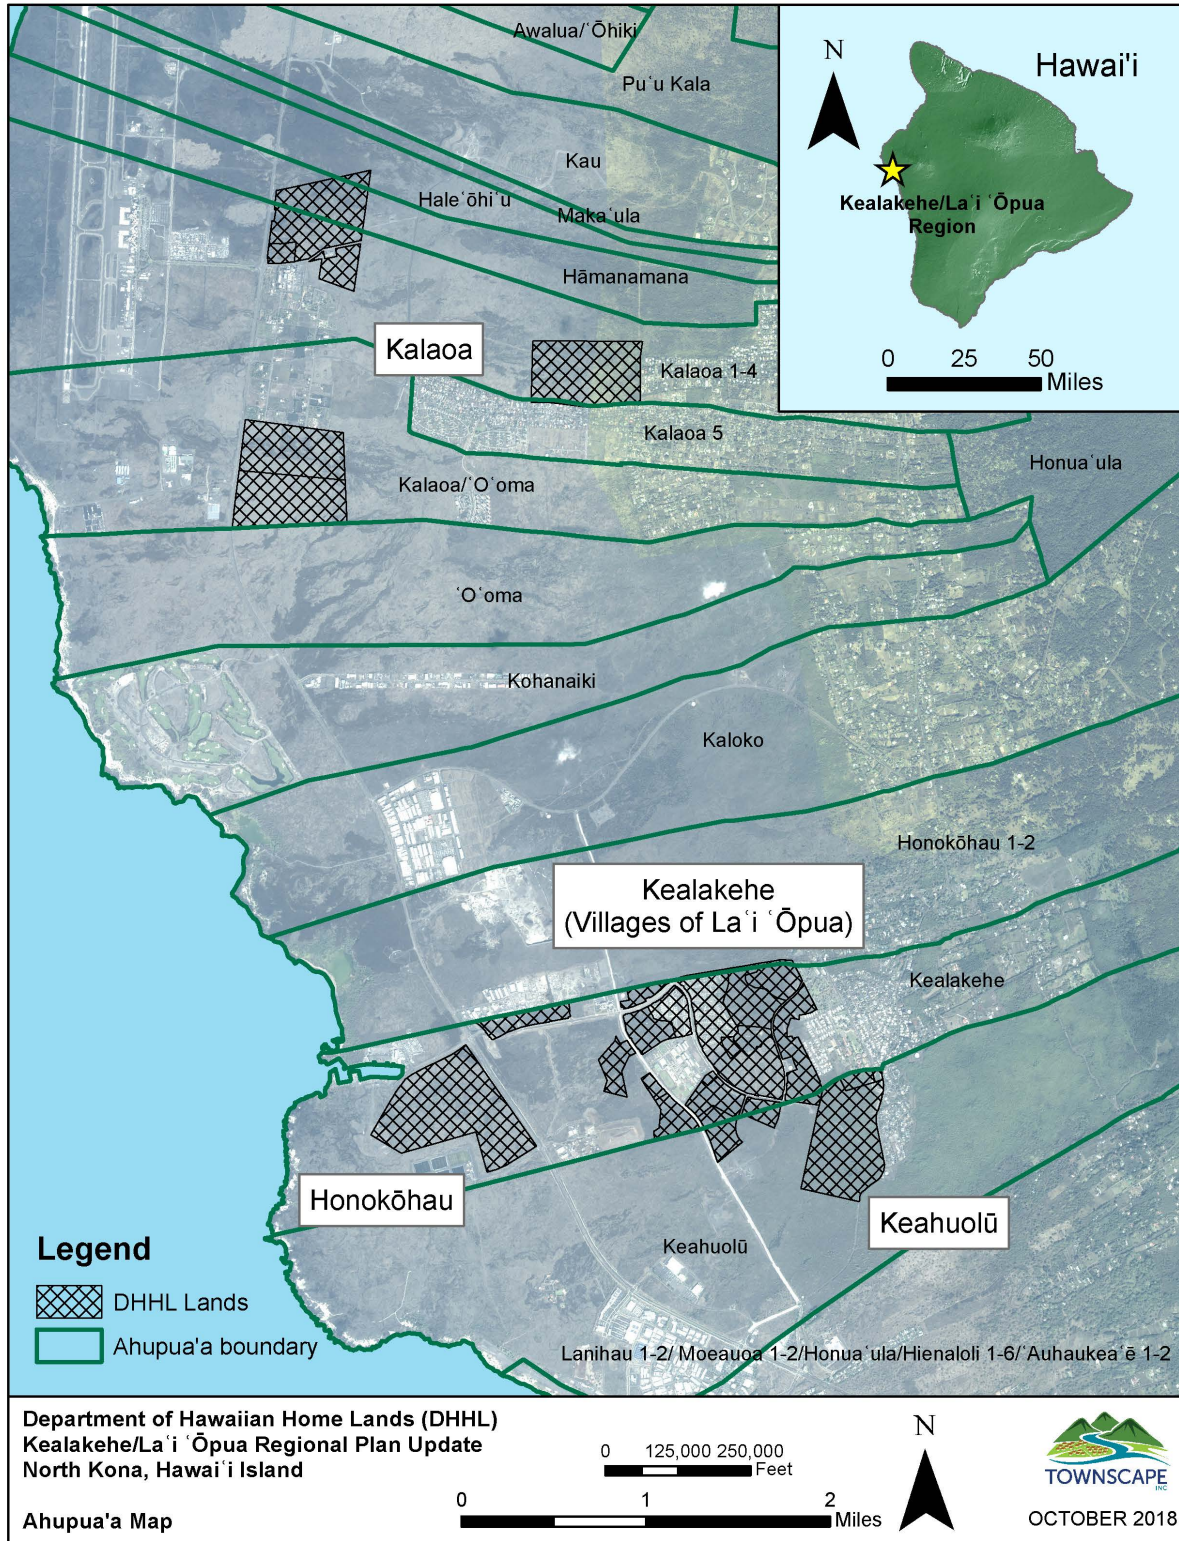 Awalua/ʻŌhiki
Puʻu Kala
Kau
Haleʻōhiʻu
Makaʻula
Hāmanamana
Kalaoa
Kalaoa 1-4
Kalaoa 5
Honuaʻula
Kalaoa/ʻOʻoma
ʻOʻoma
Kohanaiki
Kaloko
Honokōhau 1-2
Kealakehe
(Villages of Laʻi ʻŌpua)
Kealakehe
Honokōhau
Keahuolū
Keahuolū
Lanihau 1-2/ Moeauoa 1-2/Honuaʻula/Hienaloli 1-6/ʻAuhaukeaʻē 1-2
N
Hawai'i
Kealakehe/Laʻi ʻŌpua
Region
0 25 50
Miles
Legend
DHHL Lands
Ahupua'a boundary
Department of Hawaiian Home Lands (DHHL)
Kealakehe/Laʻi ʻŌpua Regional Plan Update
North Kona, Hawaiʻi Island
Ahupua'a Map
0 125,000 250,000
Feet
0 1 2
Miles
N
TOWNSCAPE
INC
OCTOBER 2018